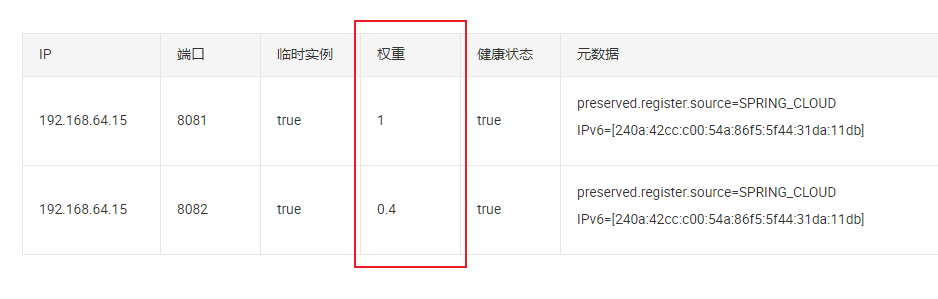 IP 端口 临时实例 权重 健康状态 元数据
192.168.64.15 8081 true 1 true preserved.register.source=SPRING_CLOUD
IPv6=[240a:42cc:c00:54a:86f5:5f44:31da:11db]
192.168.64.15 8082 true 0.4 true preserved.register.source=SPRING_CLOUD
IPv6=[240a:42cc:c00:54a:86f5:5f44:31da:11db]